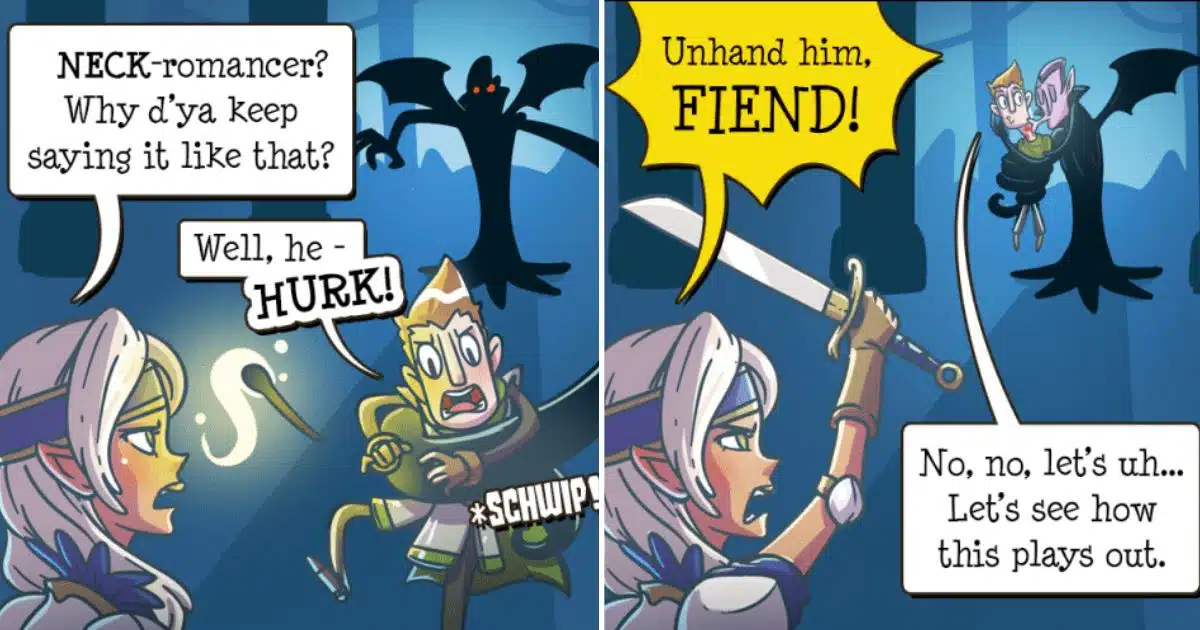 NECK-romancer?
Why d'ya keep
saying it like that?
Well, he -
HURK!
*SCHWIP!
Unhand him,
FIEND!
No, no, let's uh...
Let's see how
this plays out.